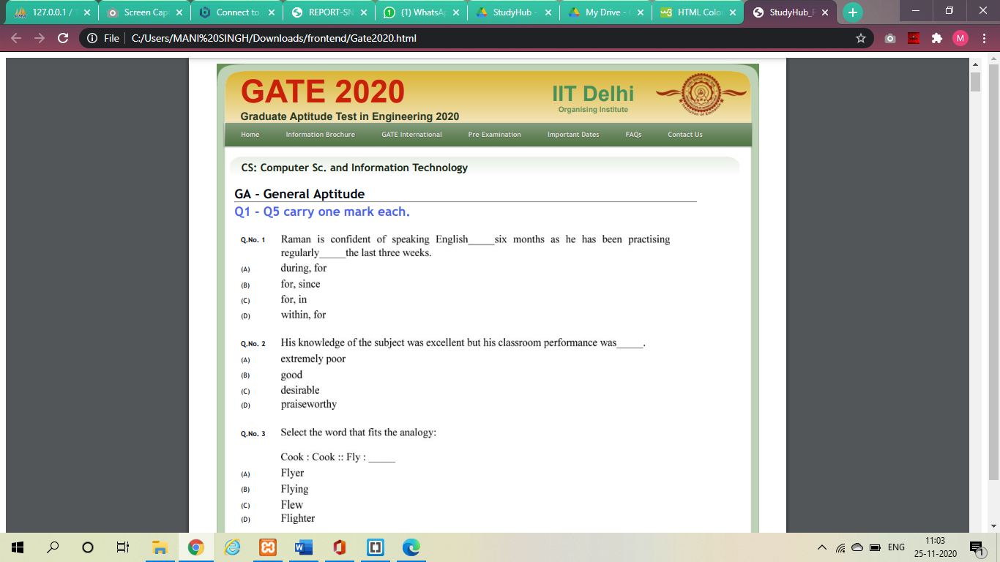 127.0.0.1 /
Screen Cap
Connect to
REPORT-SN
(1) WhatsA
StudyHub -
My Drive -
HTML Colo
StudyHub_
File
C:/Users/MANI%20SINGH/Downloads/frontend/Gate2020.html
M
GATE 2020
Graduate Aptitude Test in Engineering 2020
IIT Delhi
Organising Institute
Home Information Brochure GATE International Pre Examination Important Dates FAQs Contact Us
CS: Computer Sc. and Information Technology
GA - General Aptitude
Q1 - Q5 carry one mark each.
Q.No. 1 Raman is confident of speaking English_____six months as he has been practising
regularly_____the last three weeks.
(A) during, for
(B) for, since
(C) for, in
(D) within, for
Q.No. 2 His knowledge of the subject was excellent but his classroom performance was_____.
(A) extremely poor
(B) good
(C) desirable
(D) praiseworthy
Q.No. 3 Select the word that fits the analogy:
Cook : Cook :: Fly : _____
(A) Flyer
(B) Flying
(C) Flew
(D) Flighter
ENG
11:03
25-11-2020
1